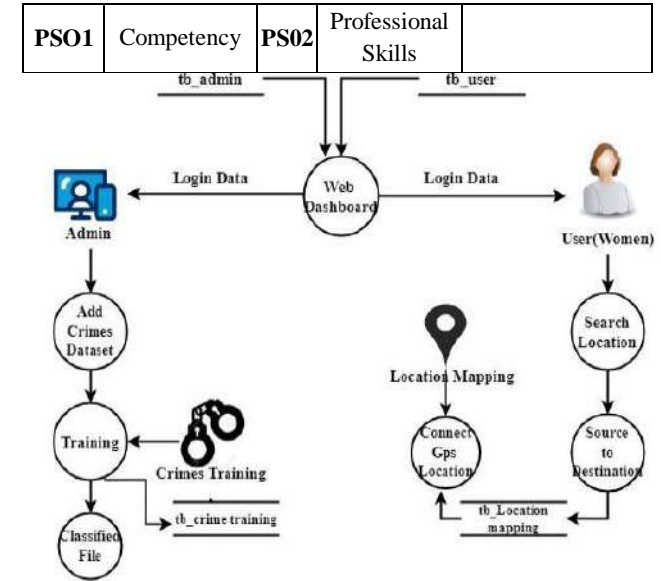 PSO1 Competency PS02 Professional Skills
tb_admin
tb_user
Login Data
Web Dashboard
Login Data
Admin
User(Women)
Add
Crimes
Dataset
Search
Location
Location Mapping
Training
Crimes Training
Connect
Gps
Location
Source
to
Destination
tb_crime training
tb_Location
mapping
Classified
File